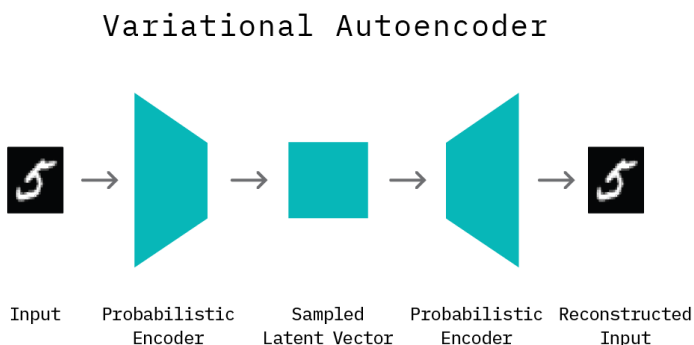 Variational Autoencoder
Input
Probabilistic Encoder
Sampled Latent Vector
Probabilistic Encoder
Reconstructed Input